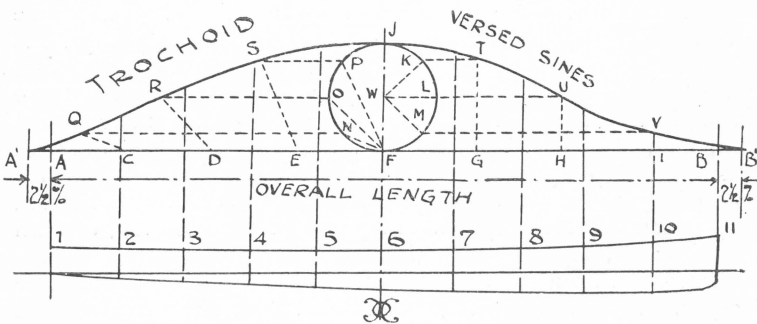 J
TROCHOID VERSED SINES
S P K T
R O W L U
Q N M V
A' A C D E F G H I B B'
2½% OVERALL LENGTH 2½%
1 2 3 4 5 6 7 8 9 10 11